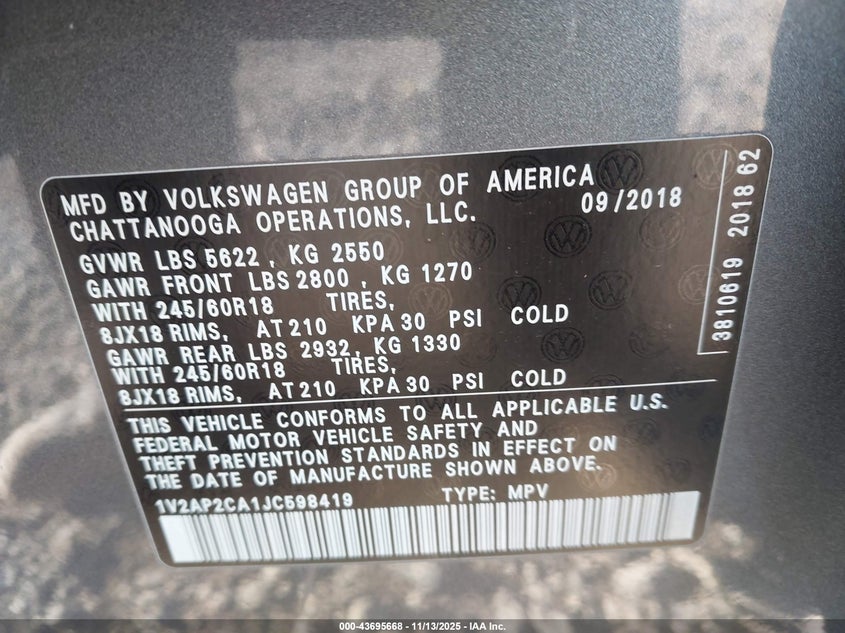 MFD BY VOLKSWAGEN GROUP OF AMERICA
CHATTANOOGA OPERATIONS, LLC. 09/2018
GVWR LBS 5622 , KG 2550
GAWR FRONT LBS 2800 , KG 1270
WITH 245/60R18 TIRES,
8JX18 RIMS, AT 210 KPA 30 PSI COLD
GAWR REAR LBS 2932, KG 1330
WITH 245/60R18 TIRES,
8JX18 RIMS, AT 210 KPA 30 PSI COLD
THIS VEHICLE CONFORMS TO ALL APPLICABLE U.S.
FEDERAL MOTOR VEHICLE SAFETY AND
THEFT PREVENTION STANDARDS IN EFFECT ON
THE DATE OF MANUFACTURE SHOWN ABOVE.
1V2AP2CA1JC598419 TYPE: MPV
3810619 2018 62
000-43695668 - 11/13/2025 - IAA Inc.